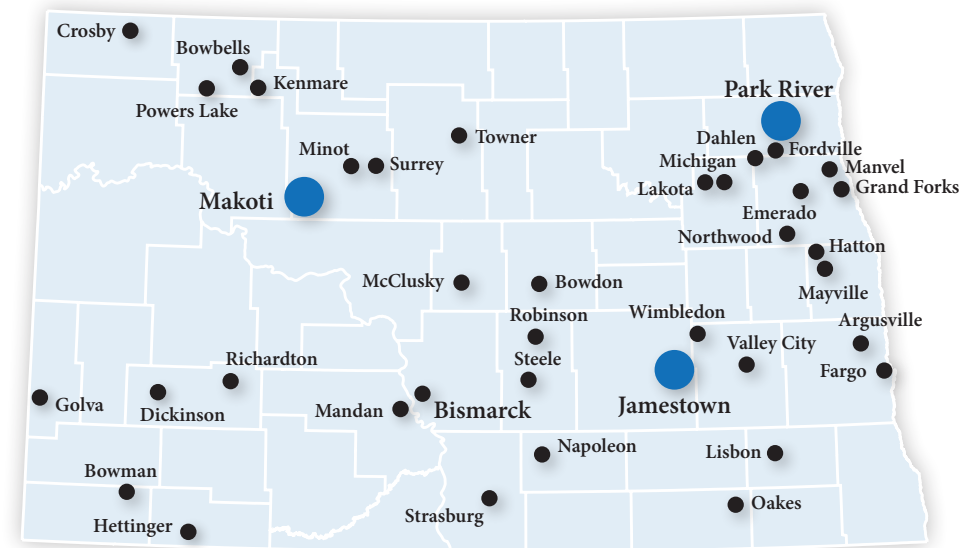 Crosby
Bowbells
Kenmare
Powers Lake
Park River
Towner
Dahlen
Fordville
Minot
Surrey
Michigan
Manvel
Lakota
Grand Forks
Makoti
Emerado
Northwood
Hatton
McClusky
Bowdon
Mayville
Robinson
Wimbledon
Argusville
Steele
Valley City
Richardton
Fargo
Golva
Dickinson
Mandan
Bismarck
Jamestown
Napoleon
Lisbon
Bowman
Oakes
Strasburg
Hettinger